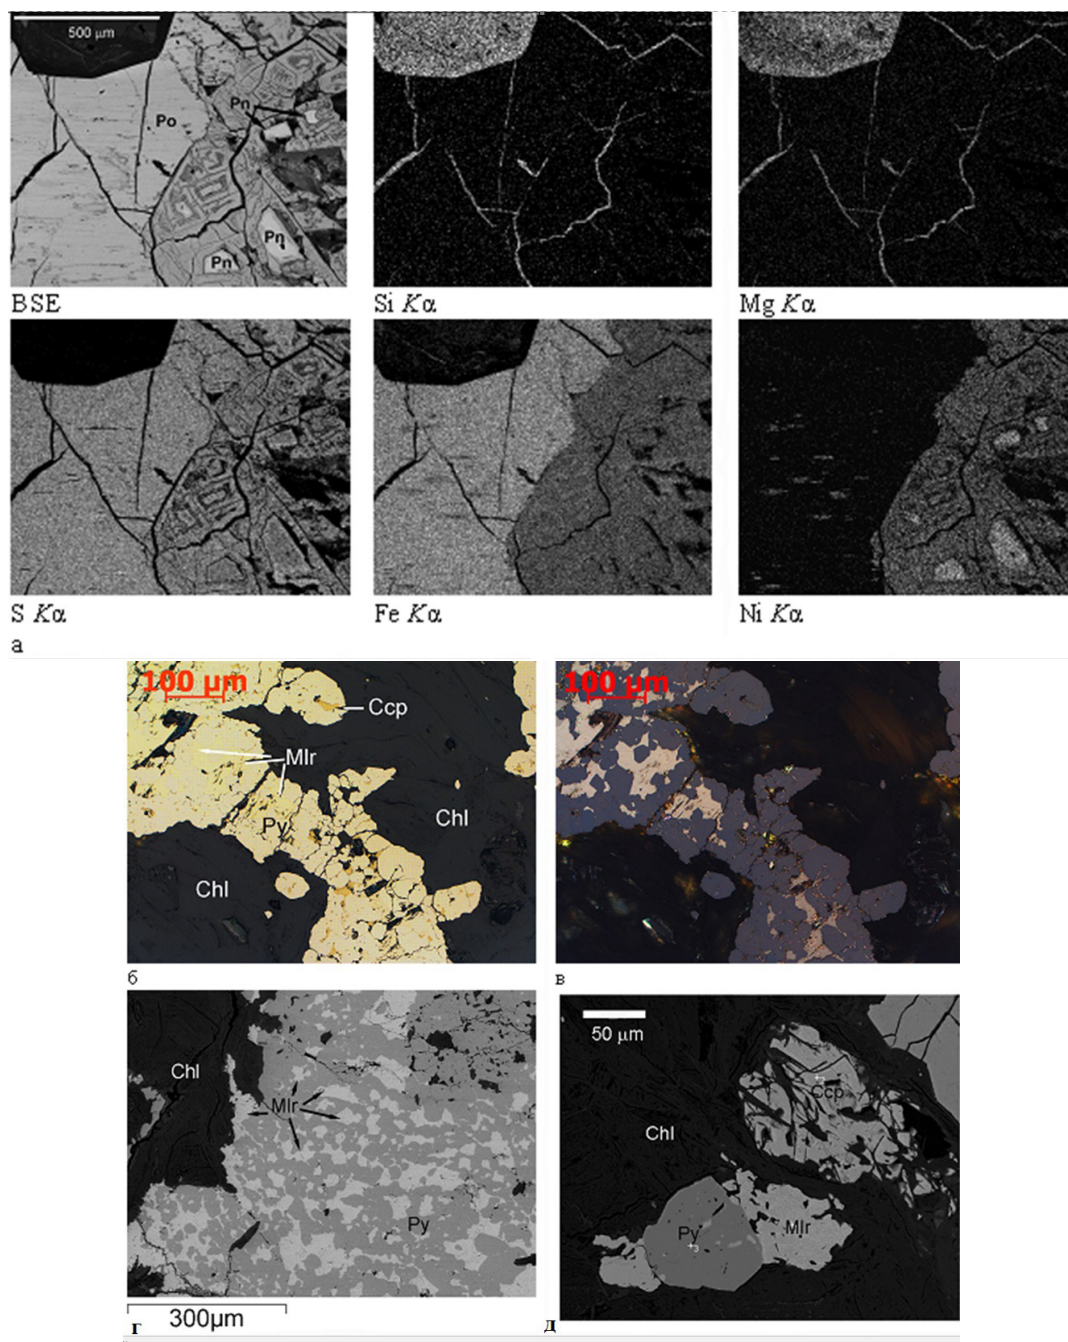 500 µm
Po
Pn
Pn
Pn
BSE
Si Kα
Mg Kα
S Kα
Fe Kα
Ni Kα
а
100 µm
Ccp
Mlr
Py
Chl
Chl
б
100 µm
в
Chl
Mlr
Py
300µm
г
50 µm
Ccp
Chl
Py
3
Mlr
д